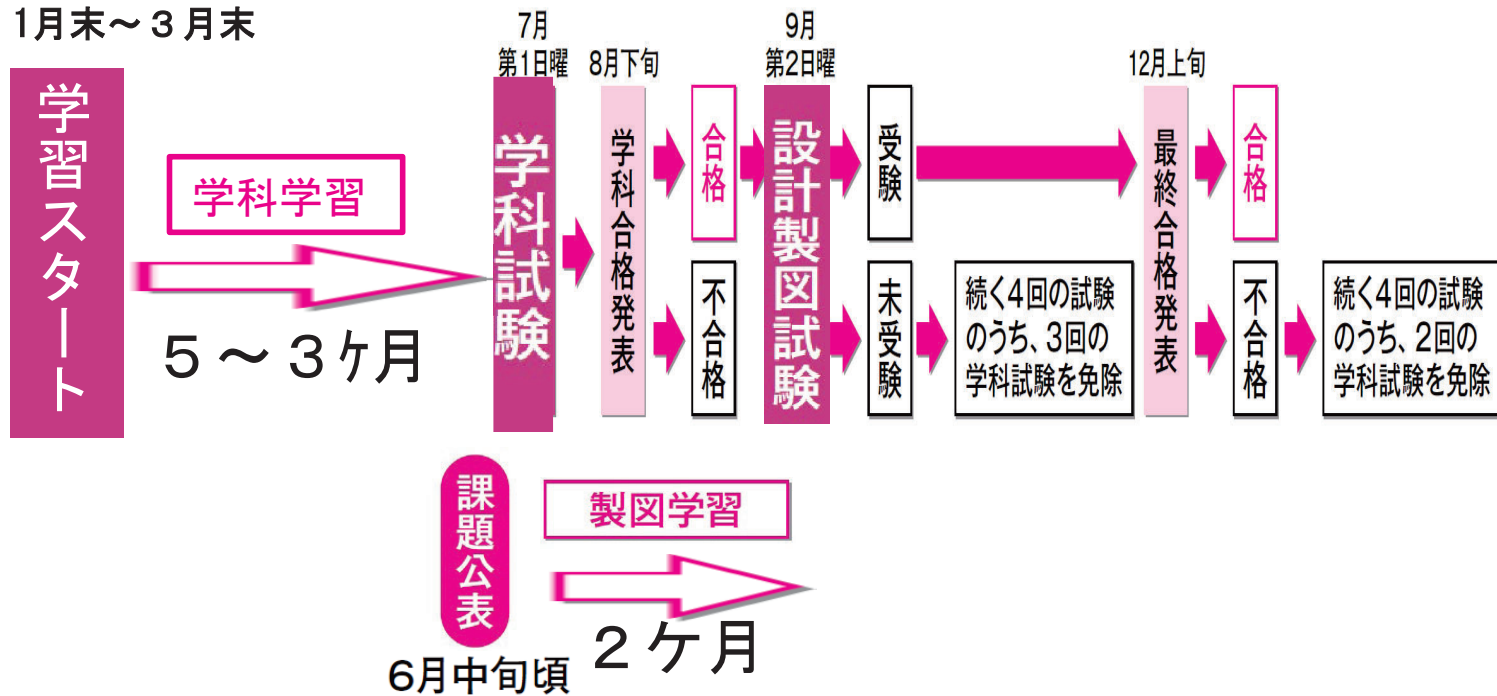 1月末～３月末
学習スタート
学科学習
５～３ヶ月
7月
第1日曜
学科試験
8月下旬
学科合格発表
合格
不合格
9月
第2日曜
設計製図試験
受験
未受験
続く4回の試験
のうち、3回の
学科試験を免除
12月上旬
最終合格発表
合格
不合格
続く4回の試験
のうち、2回の
学科試験を免除
課題公表
6月中旬頃
製図学習
２ケ月